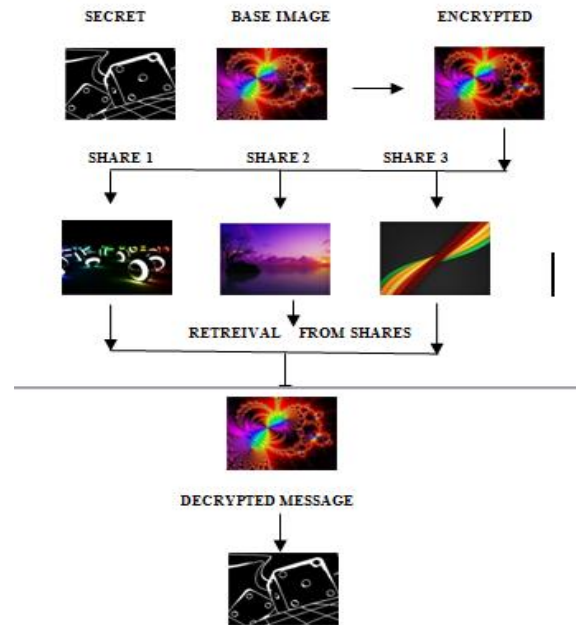 SECRET BASE IMAGE ENCRYPTED
SHARE 1 SHARE 2 SHARE 3
RETREIVAL FROM SHARES
DECRYPTED MESSAGE